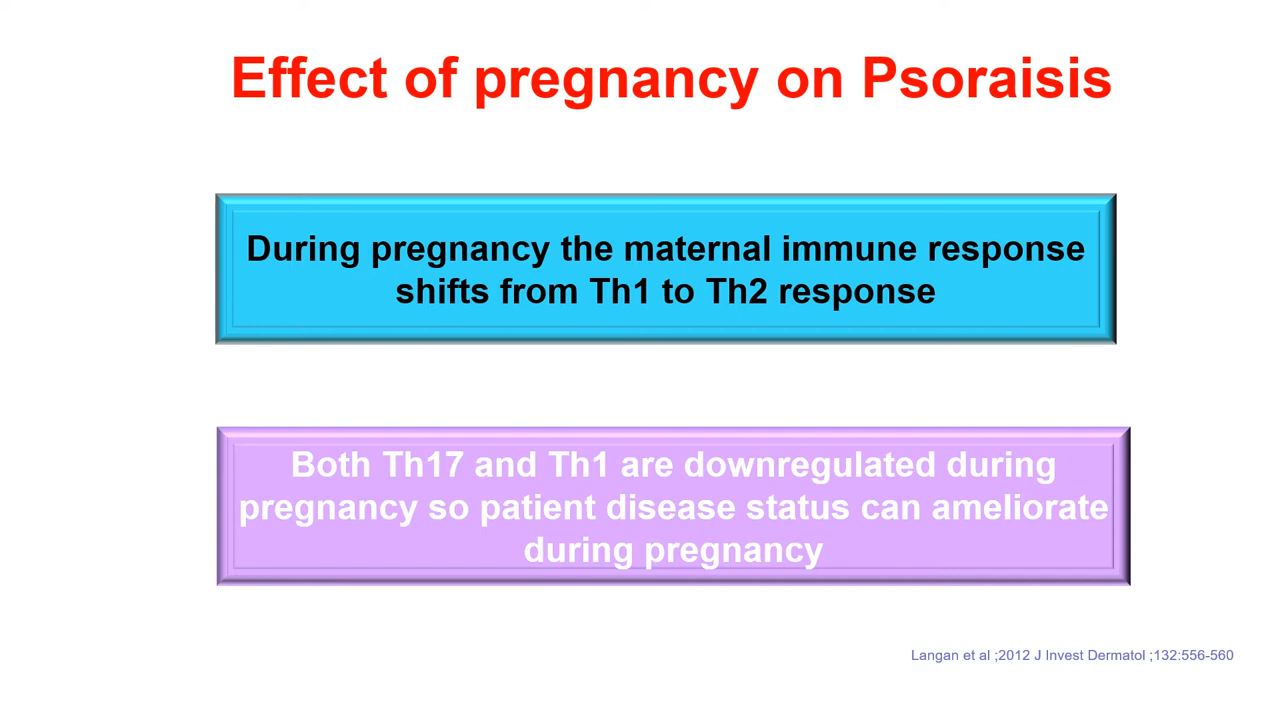 Effect of pregnancy on Psoraisis
During pregnancy the maternal immune response
shifts from Th1 to Th2 response
Both Th17 and Th1 are downregulated during
pregnancy so patient disease status can ameliorate
during pregnancy
Langan et al ;2012 J Invest Dermatol ;132:556-560